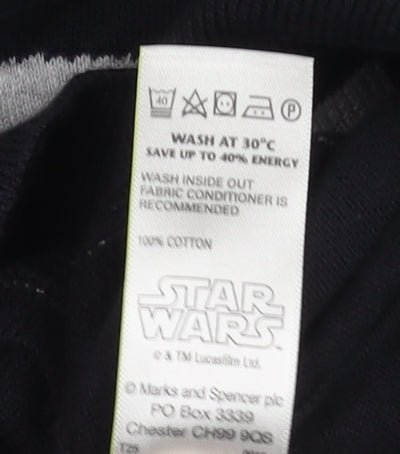 40 P
WASH AT 30°C
SAVE UP TO 40% ENERGY
WASH INSIDE OUT
FABRIC CONDITIONER IS
RECOMMENDED
100% COTTON
STAR
WARS
© & TM Lucasfilm Ltd.
© Marks and Spencer plc
PO Box 3339
Chester CH99 9QS
T25